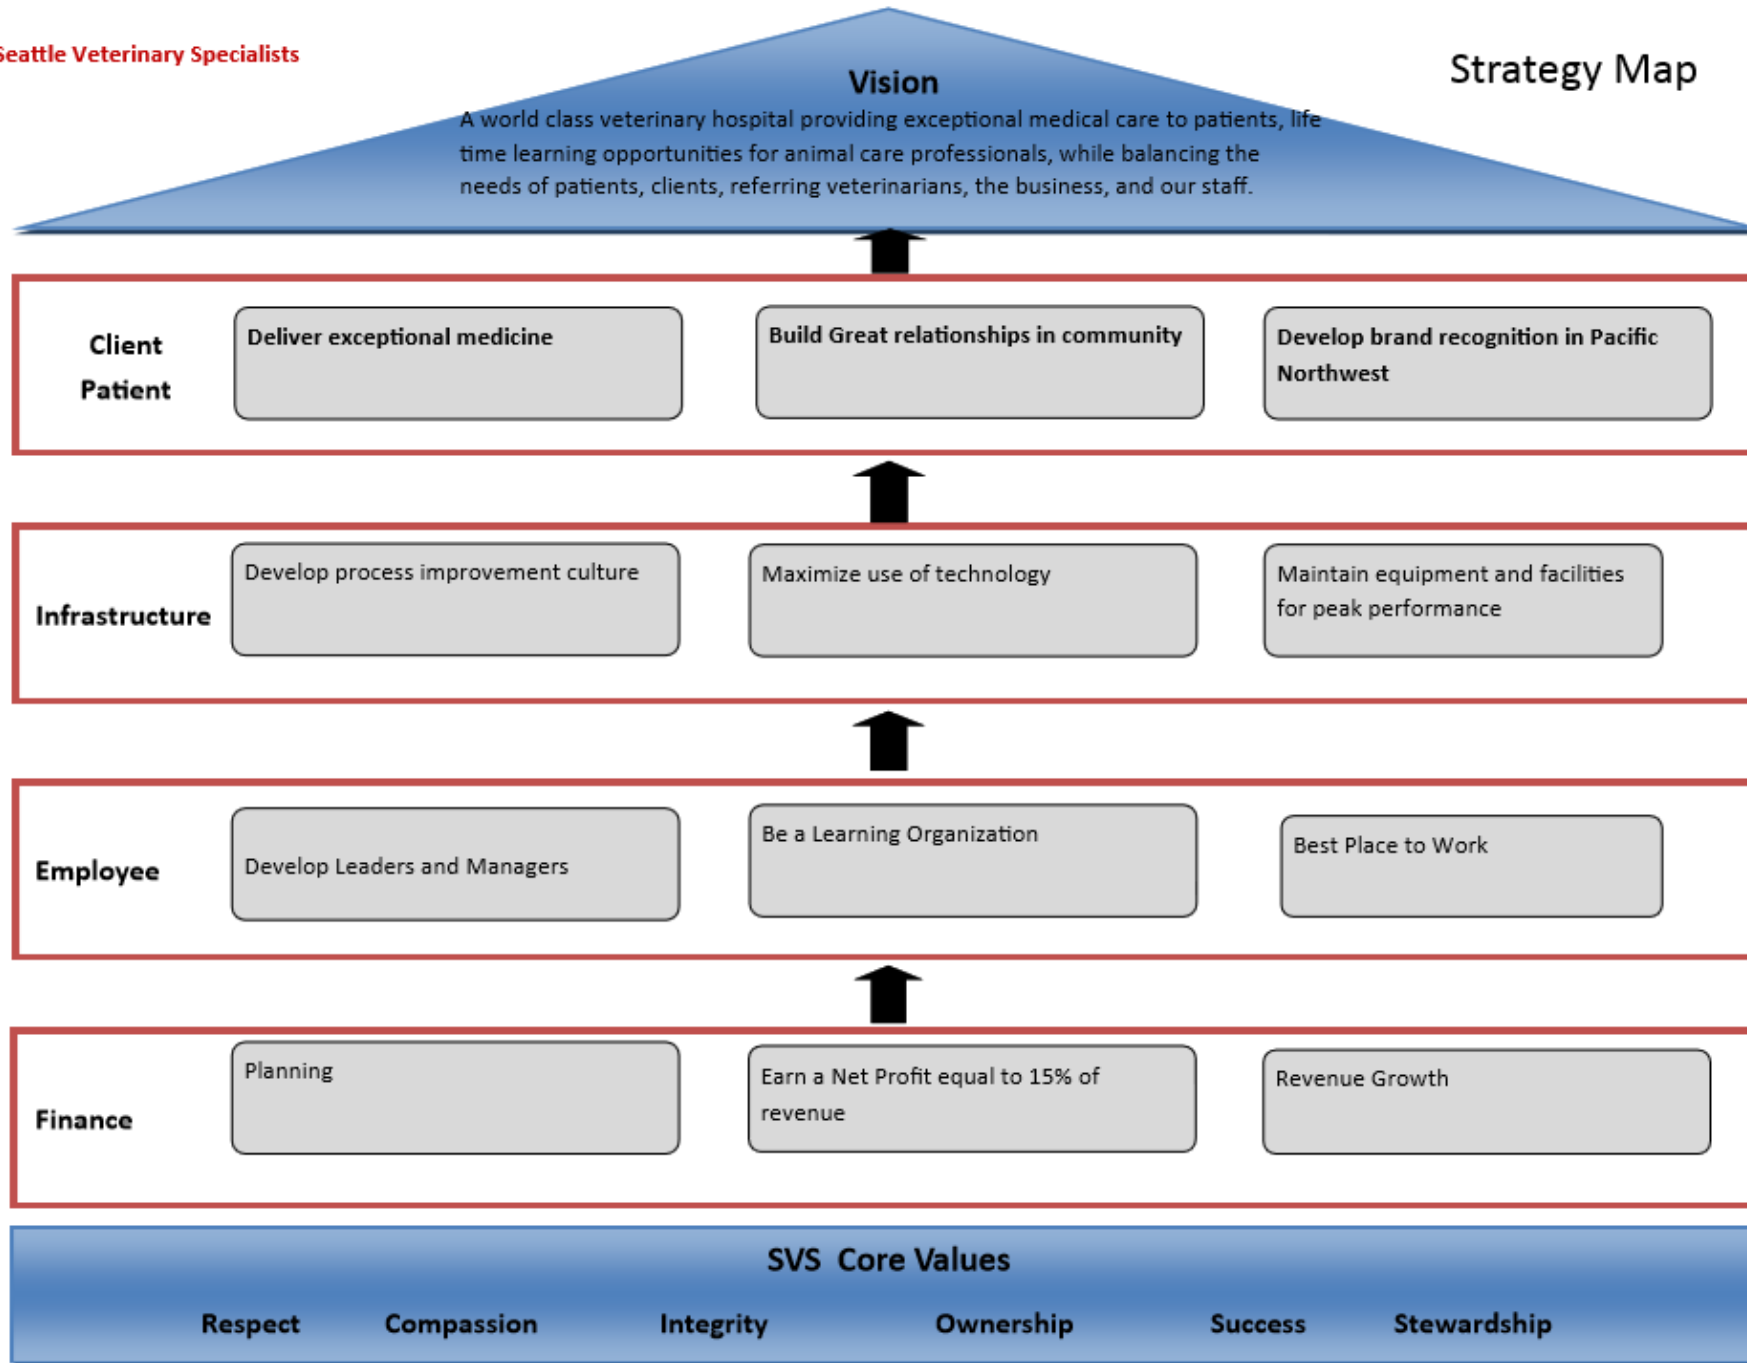 Seattle Veterinary Specialists
Strategy Map
Vision
A world class veterinary hospital providing exceptional medical care to patients, life
time learning opportunities for animal care professionals, while balancing the
needs of patients, clients, referring veterinarians, the business, and our staff.
Client
Patient
Deliver exceptional medicine
Build Great relationships in community
Develop brand recognition in Pacific
Northwest
Infrastructure
Develop process improvement culture
Maximize use of technology
Maintain equipment and facilities
for peak performance
Employee
Develop Leaders and Managers
Be a Learning Organization
Best Place to Work
Finance
Planning
Earn a Net Profit equal to 15% of
revenue
Revenue Growth
SVS Core Values
Respect Compassion Integrity Ownership Success Stewardship